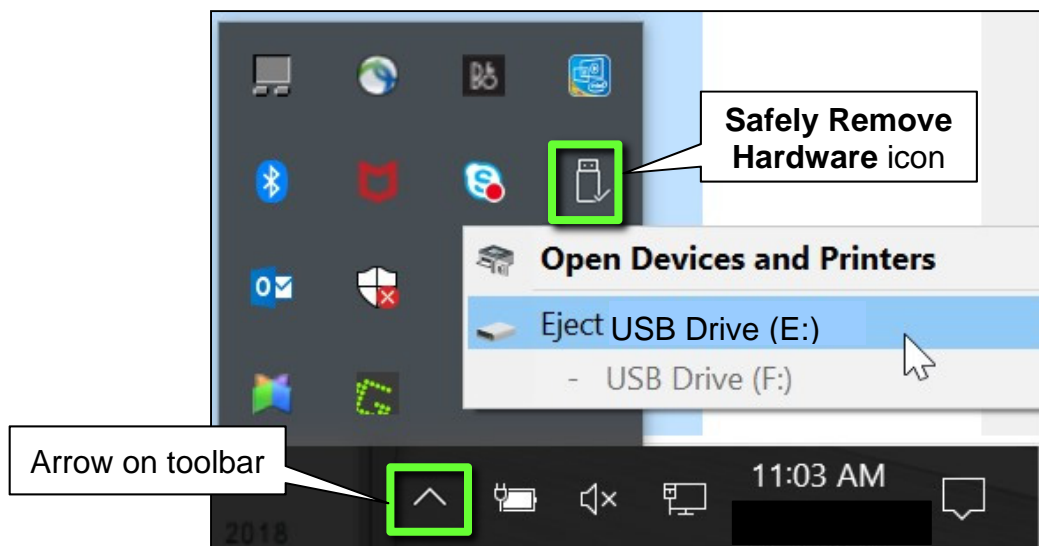 Safely Remove
Hardware icon
Open Devices and Printers
Eject USB Drive (E:)
- USB Drive (F:)
Arrow on toolbar
11:03 AM
2018